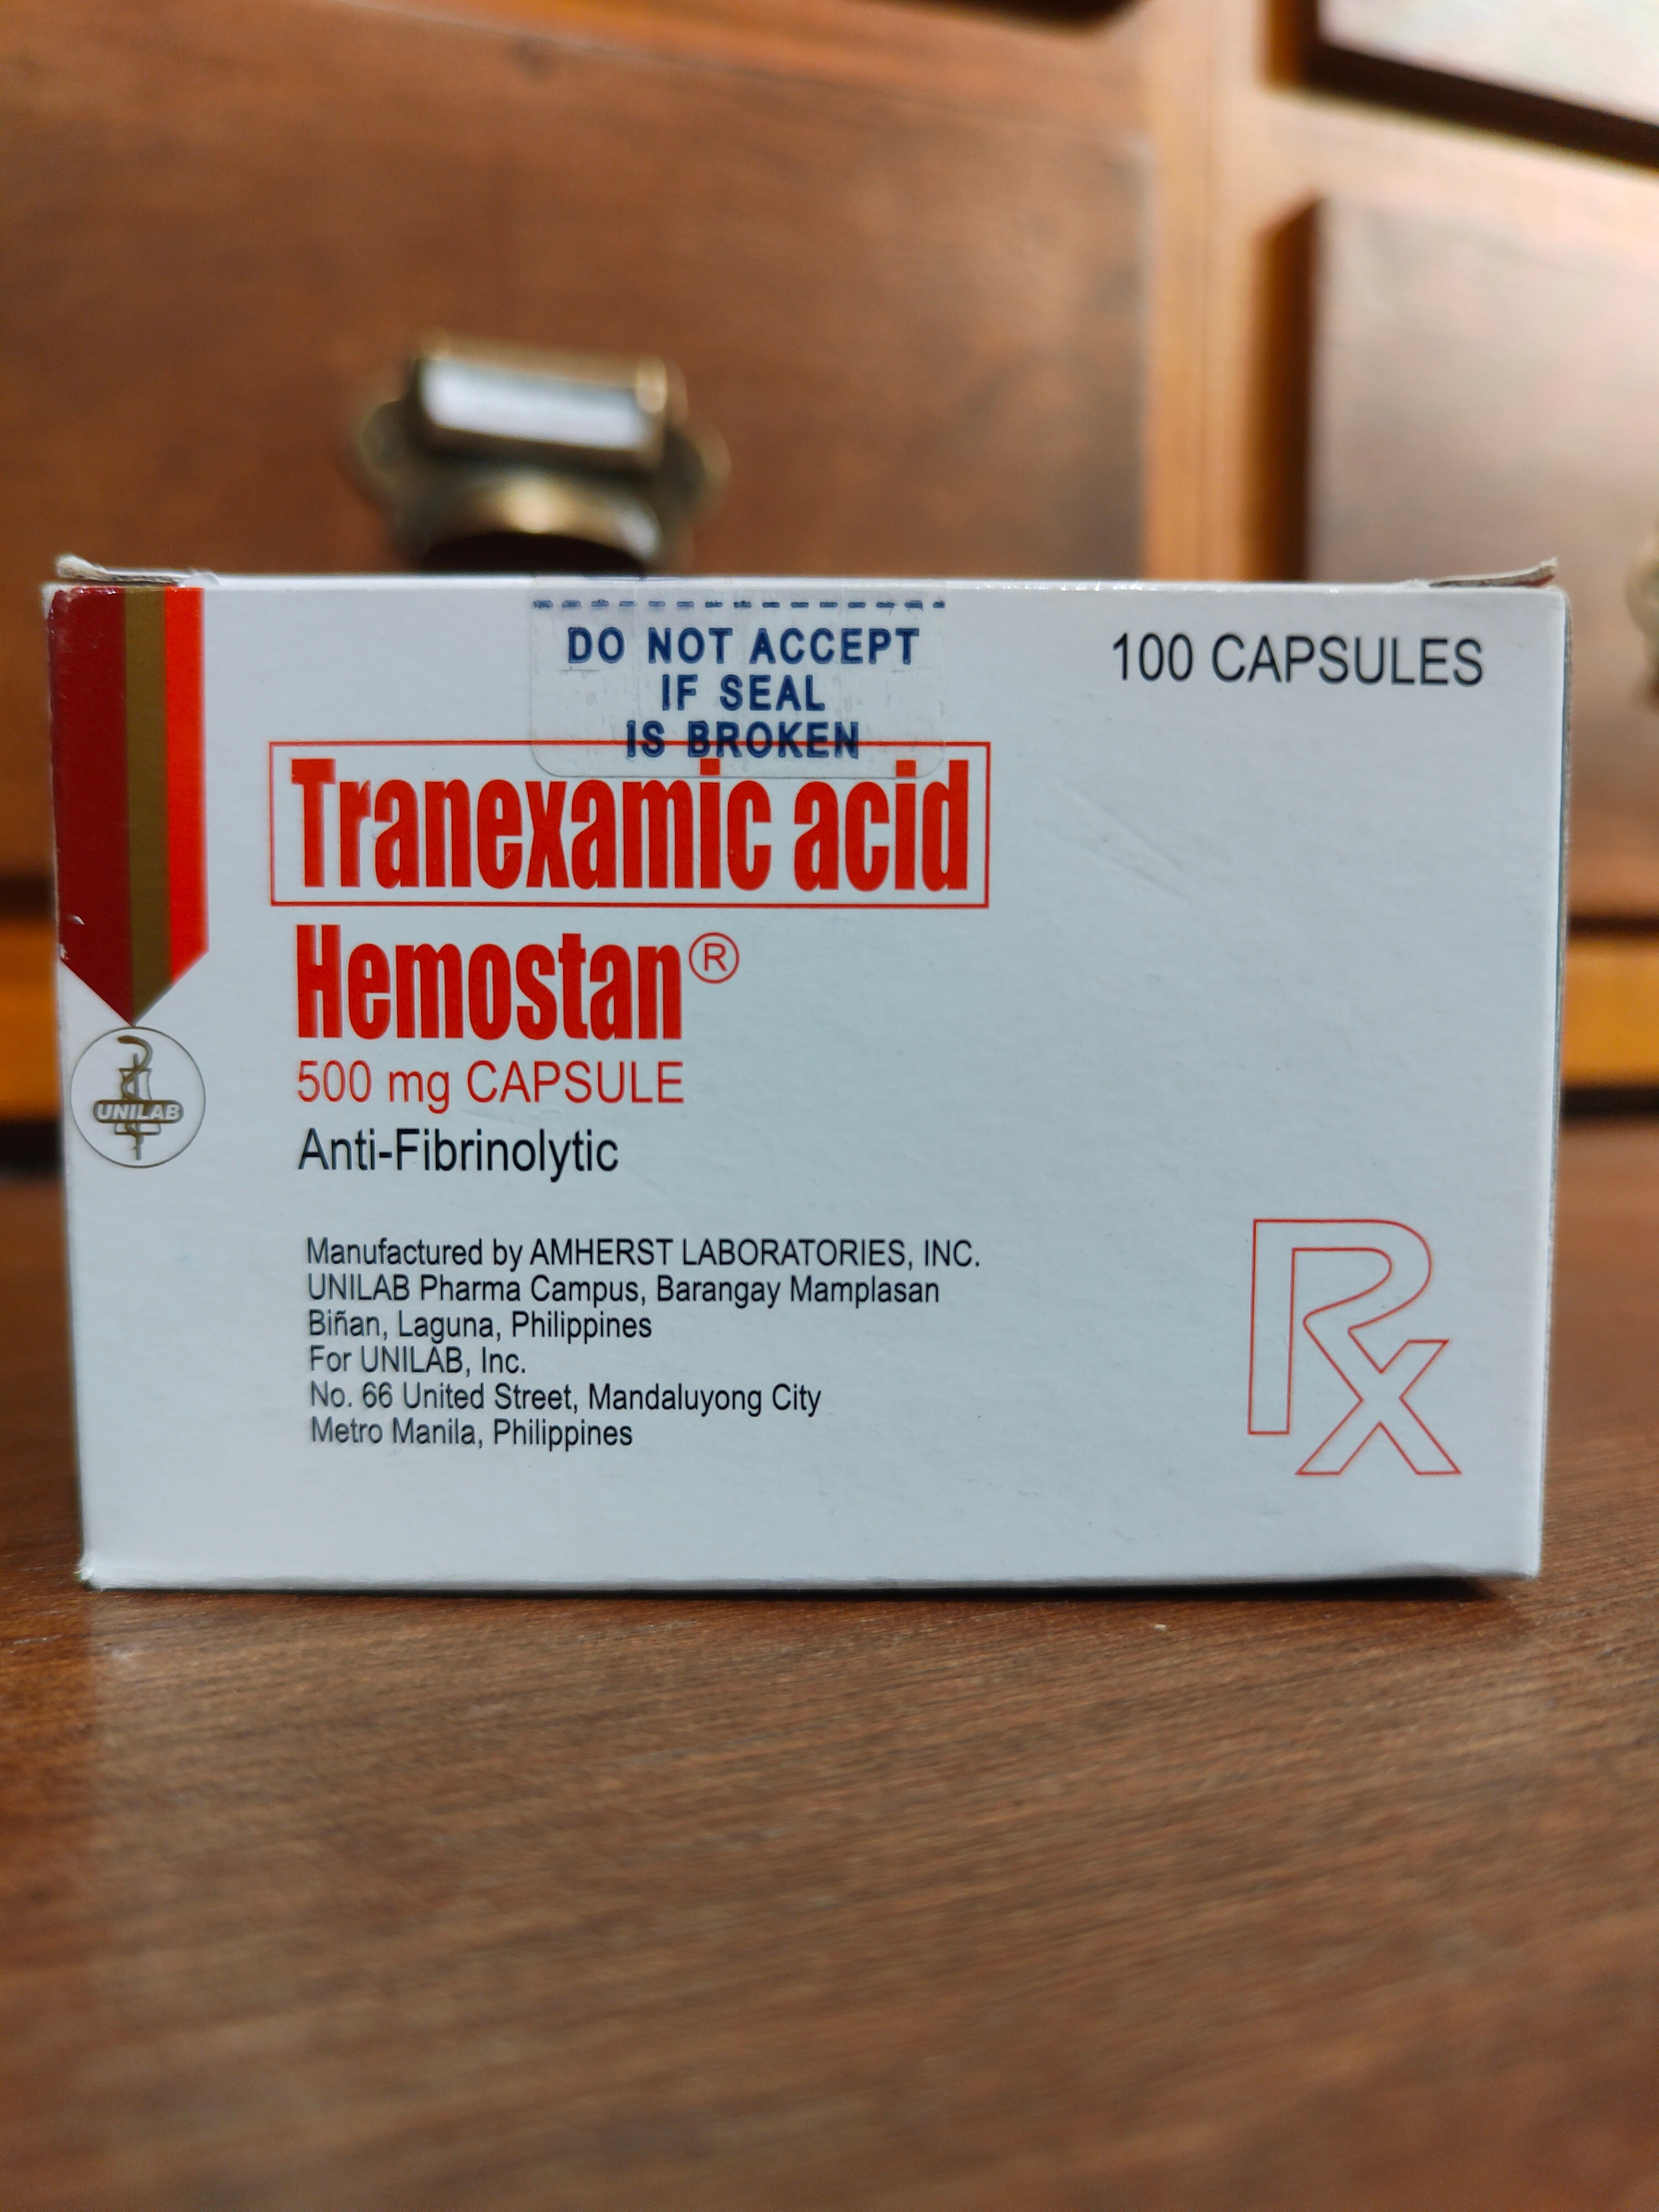 DO NOT ACCEPT
IF SEAL
IS BROKEN
100 CAPSULES
Tranexamic acid
Hemostan®
500 mg CAPSULE
Anti-Fibrinolytic
UNILAB
Manufactured by AMHERST LABORATORIES, INC.
UNILAB Pharma Campus, Barangay Mamplasan
Biñan, Laguna, Philippines
For UNILAB, Inc.
No. 66 United Street, Mandaluyong City
Metro Manila, Philippines
Rx